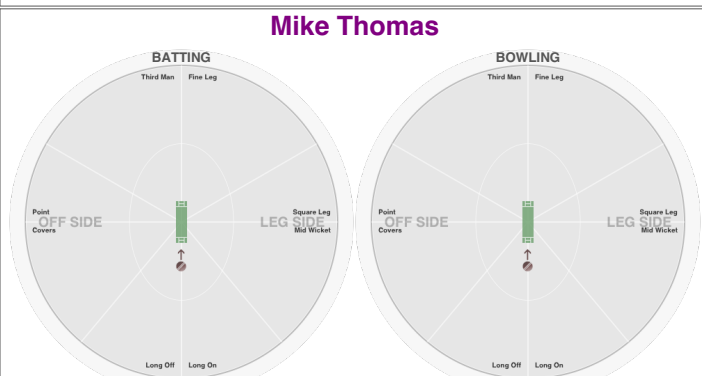 Mike Thomas
BATTING
Third Man Fine Leg
Point
OFF SIDE
Covers
Square Leg
LEG SIDE
Mid Wicket
Long Off Long On
BOWLING
Third Man Fine Leg
Point
OFF SIDE
Covers
Square Leg
LEG SIDE
Mid Wicket
Long Off Long On